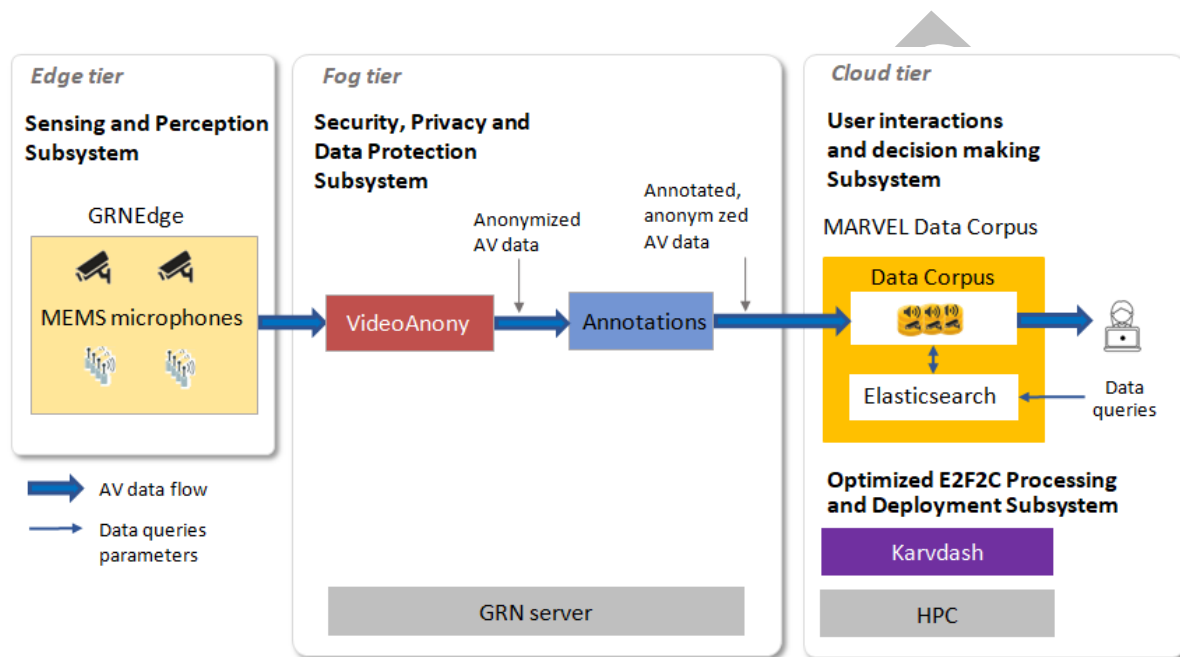 Edge tier
Sensing and Perception
Subsystem
GRNEdge
MEMS microphones
AV data flow
Data queries
parameters
Fog tier
Security, Privacy and
Data Protection
Subsystem
Anonymized
AV data
Annotated,
anonym zed
AV data
VideoAnony
Annotations
GRN server
Cloud tier
User interactions
and decision making
Subsystem
MARVEL Data Corpus
Data Corpus
Elasticsearch
Data
queries
Optimized E2F2C Processing
and Deployment Subsystem
Karvdash
HPC